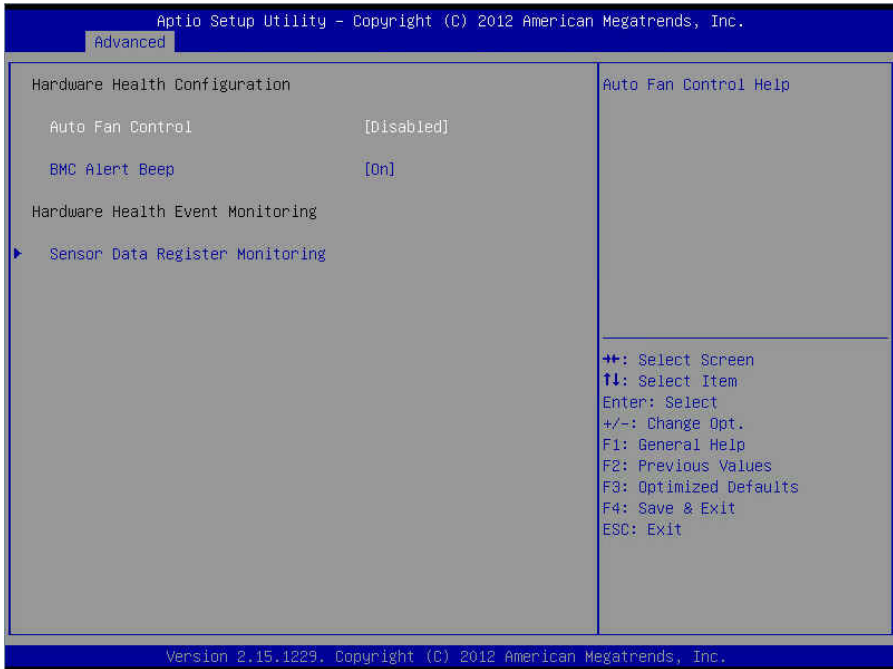 Aptio Setup Utility – Copyright (C) 2012 American Megatrends, Inc.
Advanced
Hardware Health Configuration
Auto Fan Control [Disabled]
BMC Alert Beep [On]
Hardware Health Event Monitoring
Sensor Data Register Monitoring
Auto Fan Control Help
→←: Select Screen
↑↓: Select Item
Enter: Select
+/-: Change Opt.
F1: General Help
F2: Previous Values
F3: Optimized Defaults
F4: Save & Exit
ESC: Exit
Version 2.15.1229. Copyright (C) 2012 American Megatrends, Inc.